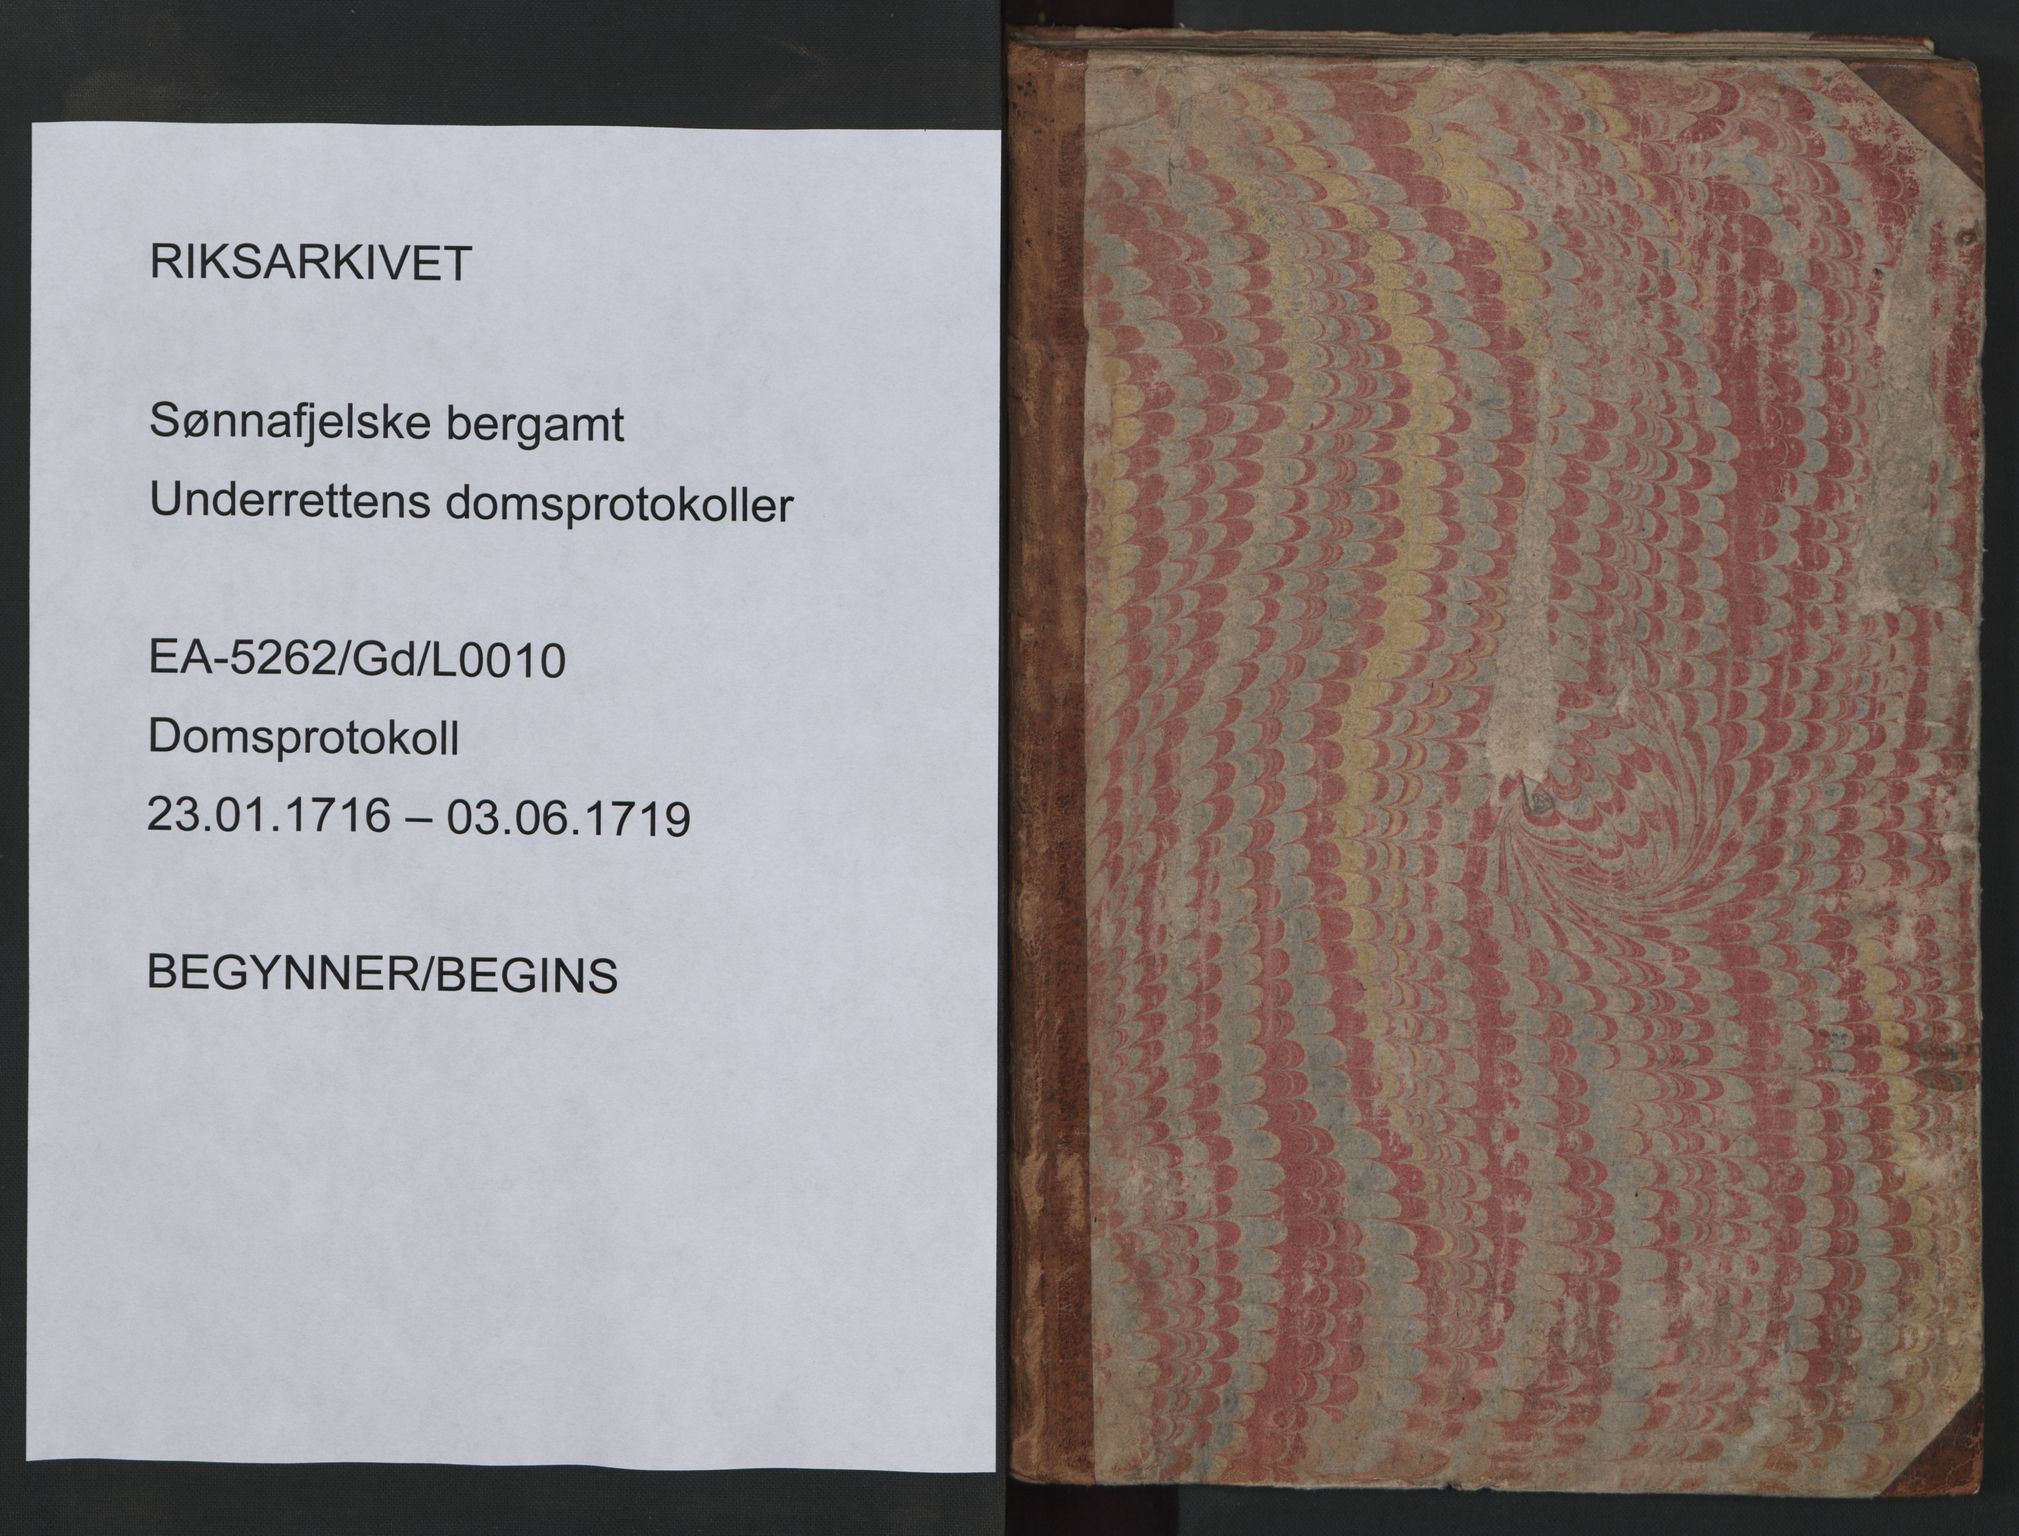 RIKSARKIVET
Sønnafjelske bergamt
Underrettens domsprotokoller
EA-5262/Gd/L0010
Domsprotokoll
23.01.1716 – 03.06.1719
BEGYNNER/BEGINS